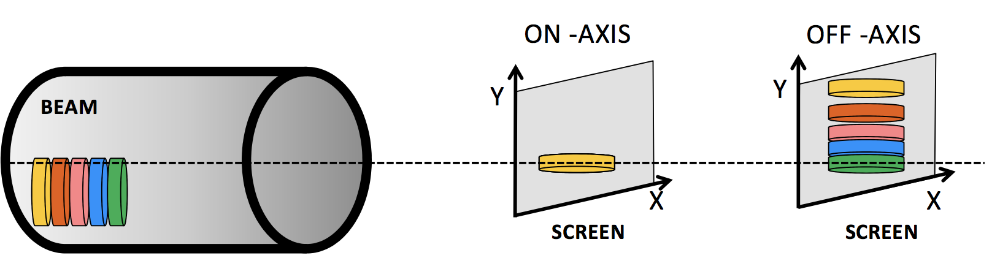 BEAM
ON -AXIS
Y
X
SCREEN
OFF -AXIS
Y
X
SCREEN